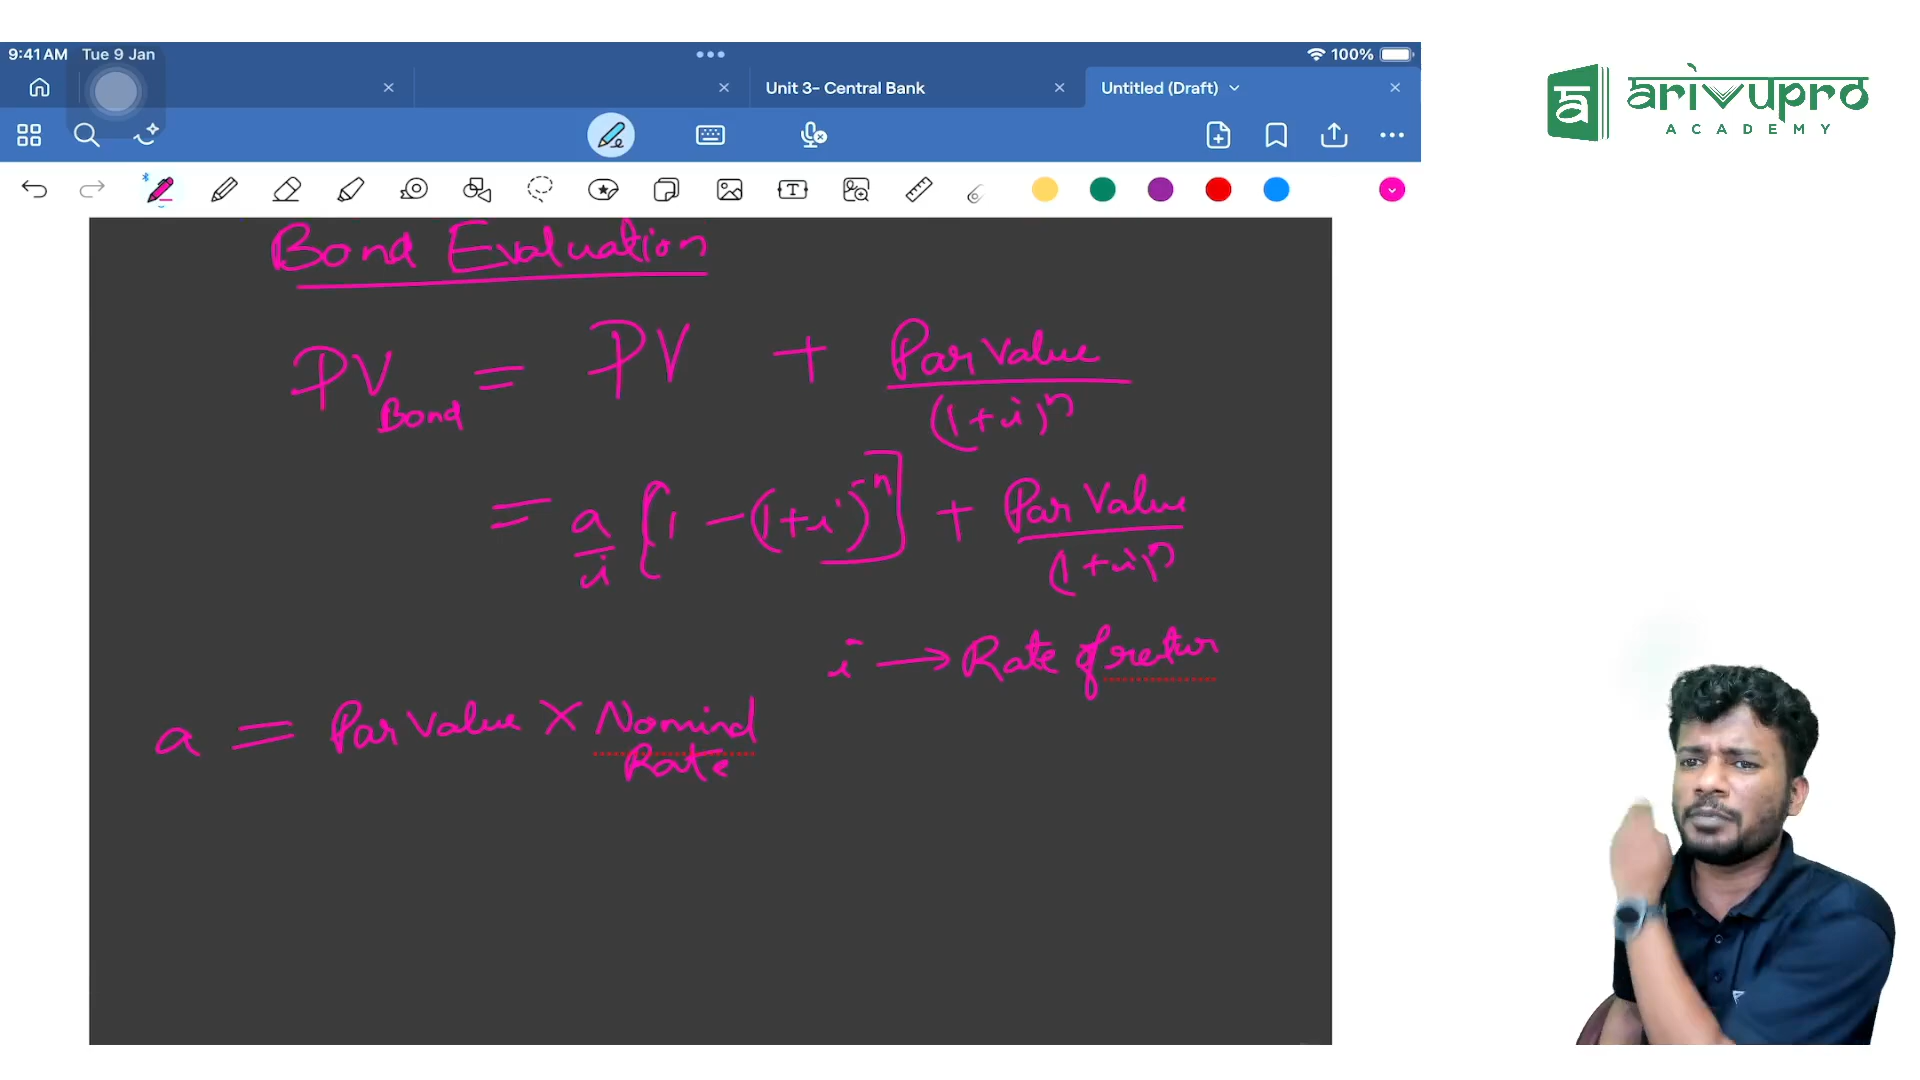 9:41 AM Tue 9 Jan
100%
Unit 3- Central Bank
Untitled (Draft)
arivupro
ACADEMY
Bond Evaluation
PV Bond = PV + Par Value / (1+i)^n
= a/i [1 - (1+i)^-n] + Par Value / (1+i)^n
i → Rate of retur
a = Par Value × Nominal
Rate